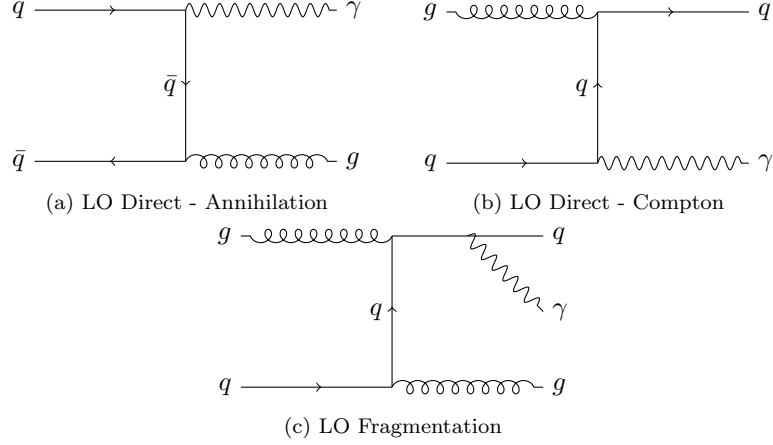 q γ
q̄
q̄ g
(a) LO Direct - Annihilation
g q
q
q γ
(b) LO Direct - Compton
g q
γ
q
q g
(c) LO Fragmentation